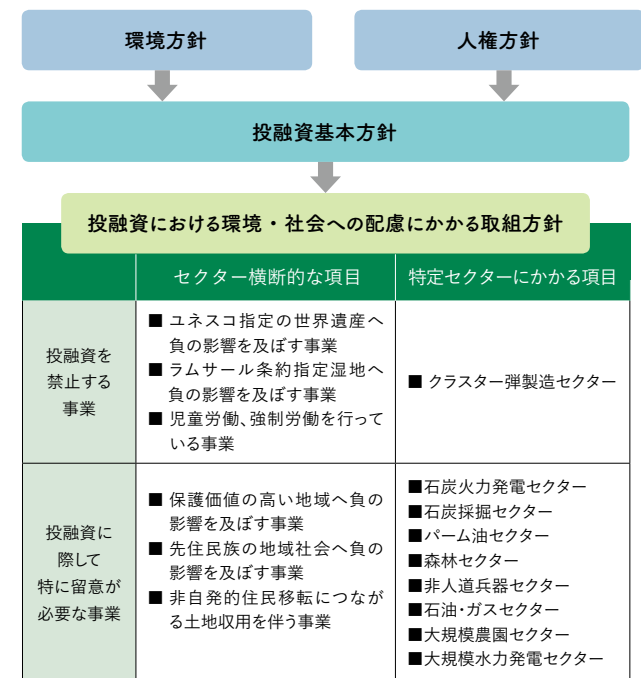 環境方針
人権方針
投融資基本方針
投融資における環境・社会への配慮にかかる取組方針
セクター横断的な項目
特定セクターにかかる項目
投融資を
禁止する
事業
■ ユネスコ指定の世界遺産へ
負の影響を及ぼす事業
■ ラムサール条約指定湿地へ
負の影響を及ぼす事業
■ 児童労働、強制労働を行って
いる事業
■ クラスター弾製造セクター
投融資に
際して
特に留意が
必要な事業
■ 保護価値の高い地域へ負の
影響を及ぼす事業
■ 先住民族の地域社会へ負の
影響を及ぼす事業
■ 非自発的住民移転につなが
る土地収用を伴う事業
■石炭火力発電セクター
■石炭採掘セクター
■パーム油セクター
■森林セクター
■非人道兵器セクター
■石油・ガスセクター
■大規模農園セクター
■大規模水力発電セクター